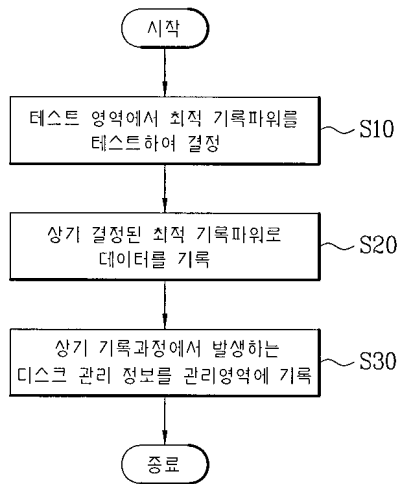 시작
테스트 영역에서 최적 기록파워를
테스트하여 결정
S10
상기 결정된 최적 기록파워로
데이터를 기록
S20
상기 기록과정에서 발생하는
디스크 관리 정보를 관리영역에 기록
S30
종료